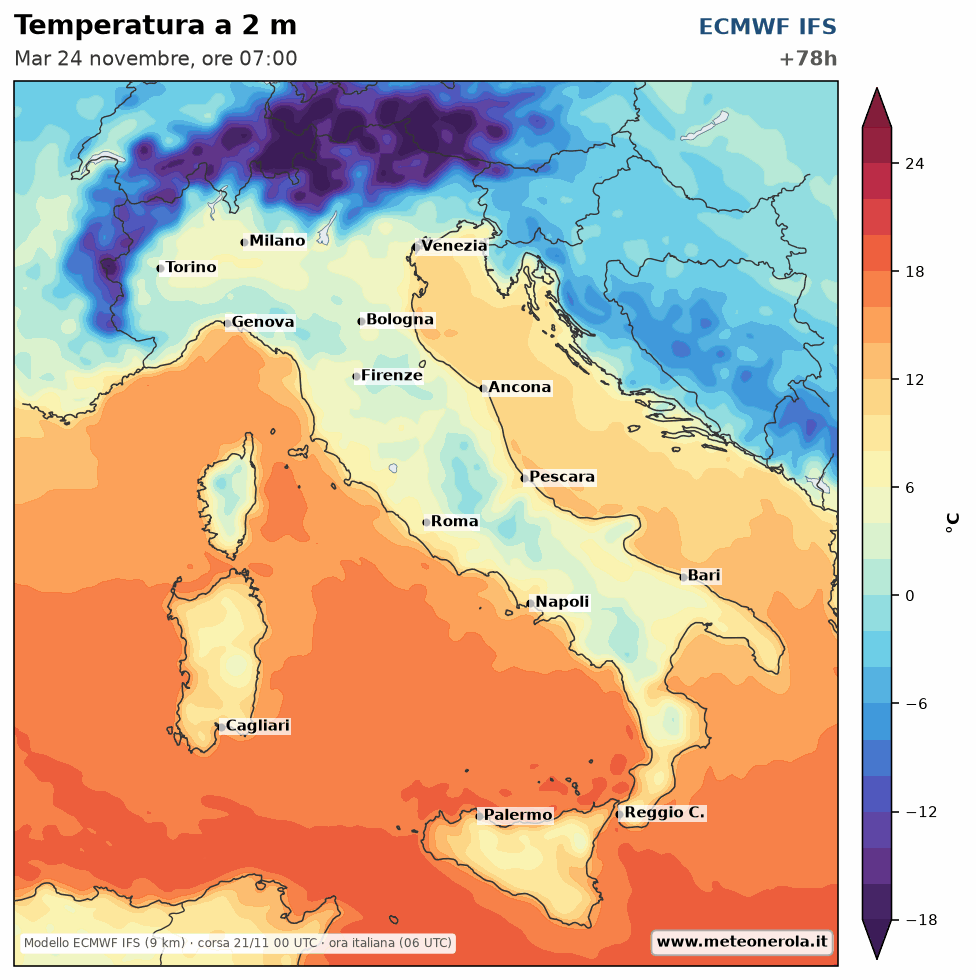 Temperatura a 2 m
ECMWF IFS
Mar 24 novembre, ore 07:00
+78h
Milano
Venezia
Torino
Genova
Bologna
Firenze
Ancona
Pescara
Roma
Bari
Napoli
Cagliari
Palermo
Reggio C.
24
18
12
6
0
−6
−12
−18
°C
Modello ECMWF IFS (9 km) · corsa 21/11 00 UTC · ora italiana (06 UTC)
www.meteonerola.it